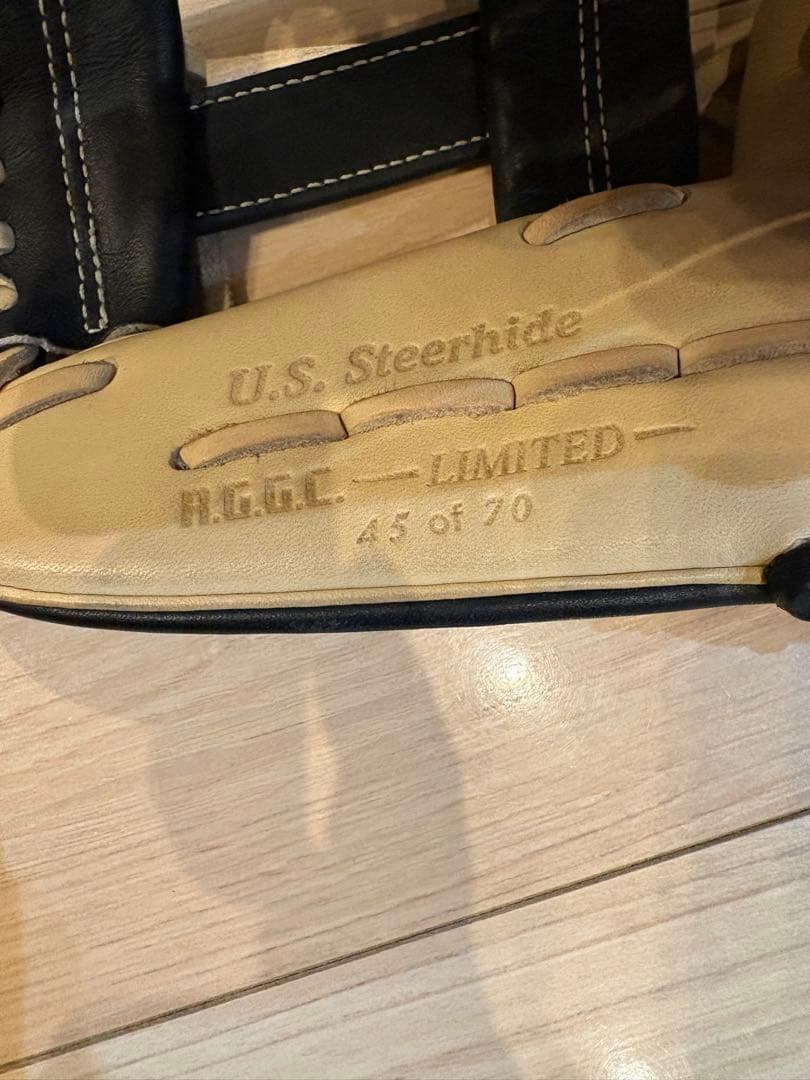 U.S. Steerhide
A.G.G.C. — LIMITED —
45 of 70